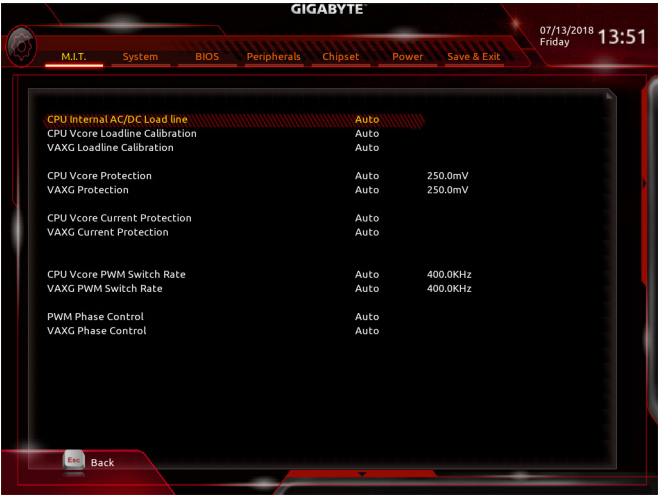 GIGABYTE™
07/13/2018 13:51
Friday
M.I.T. System BIOS Peripherals Chipset Power Save & Exit
CPU Internal AC/DC Load line Auto
CPU Vcore Loadline Calibration Auto
VAXG Loadline Calibration Auto
CPU Vcore Protection Auto 250.0mV
VAXG Protection Auto 250.0mV
CPU Vcore Current Protection Auto
VAXG Current Protection Auto
CPU Vcore PWM Switch Rate Auto 400.0KHz
VAXG PWM Switch Rate Auto 400.0KHz
PWM Phase Control Auto
VAXG Phase Control Auto
Esc Back